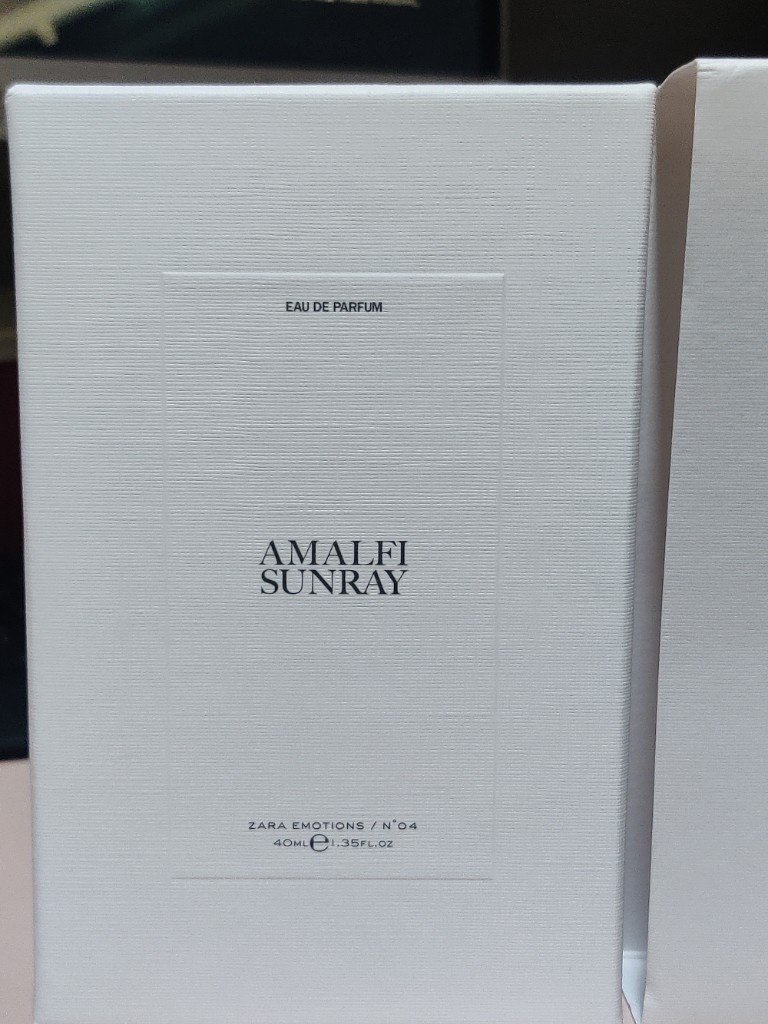 EAU DE PARFUM
AMALFI
SUNRAY
ZARA EMOTIONS / N°04
40ML e 1.35FL.OZ